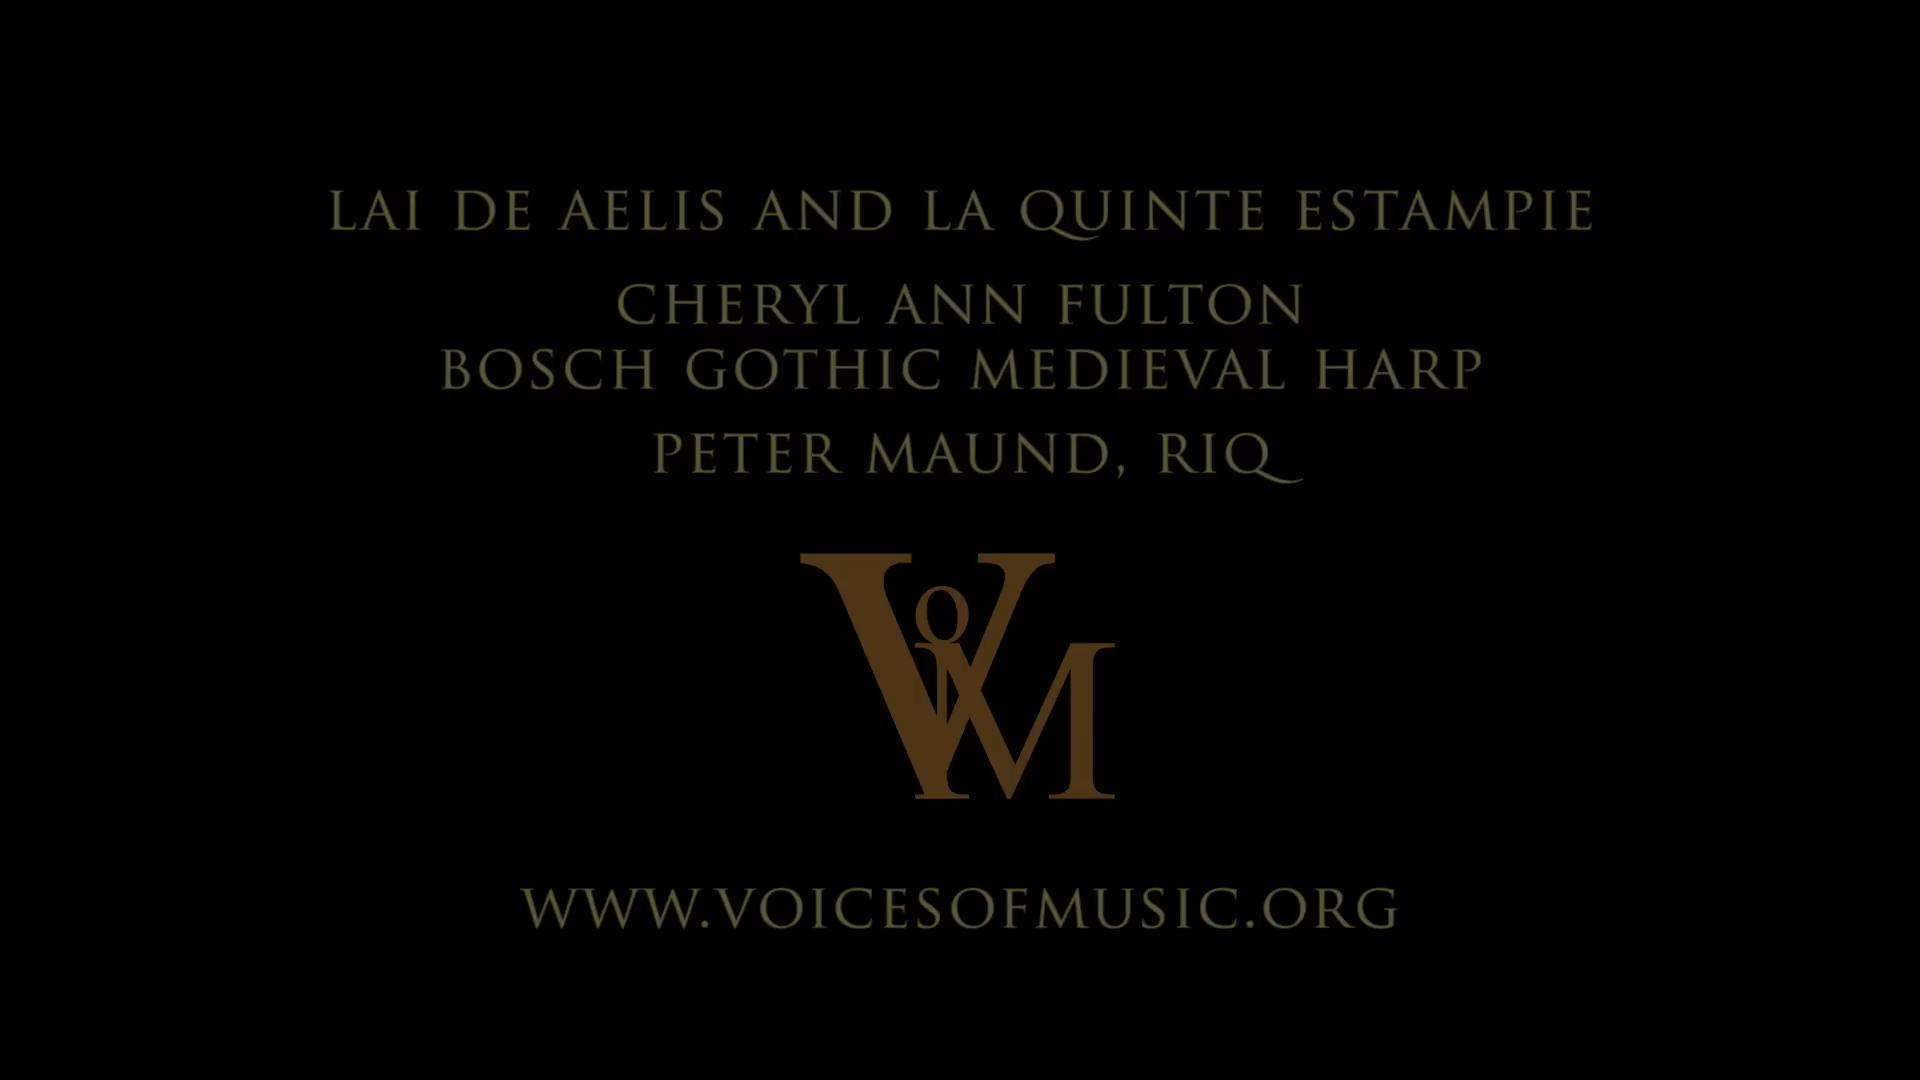 LAI DE AELIS AND LA QUINTE ESTAMPIE
CHERYL ANN FULTON
BOSCH GOTHIC MEDIEVAL HARP
PETER MAUND, RIQ
VoM
WWW.VOICESOFMUSIC.ORG